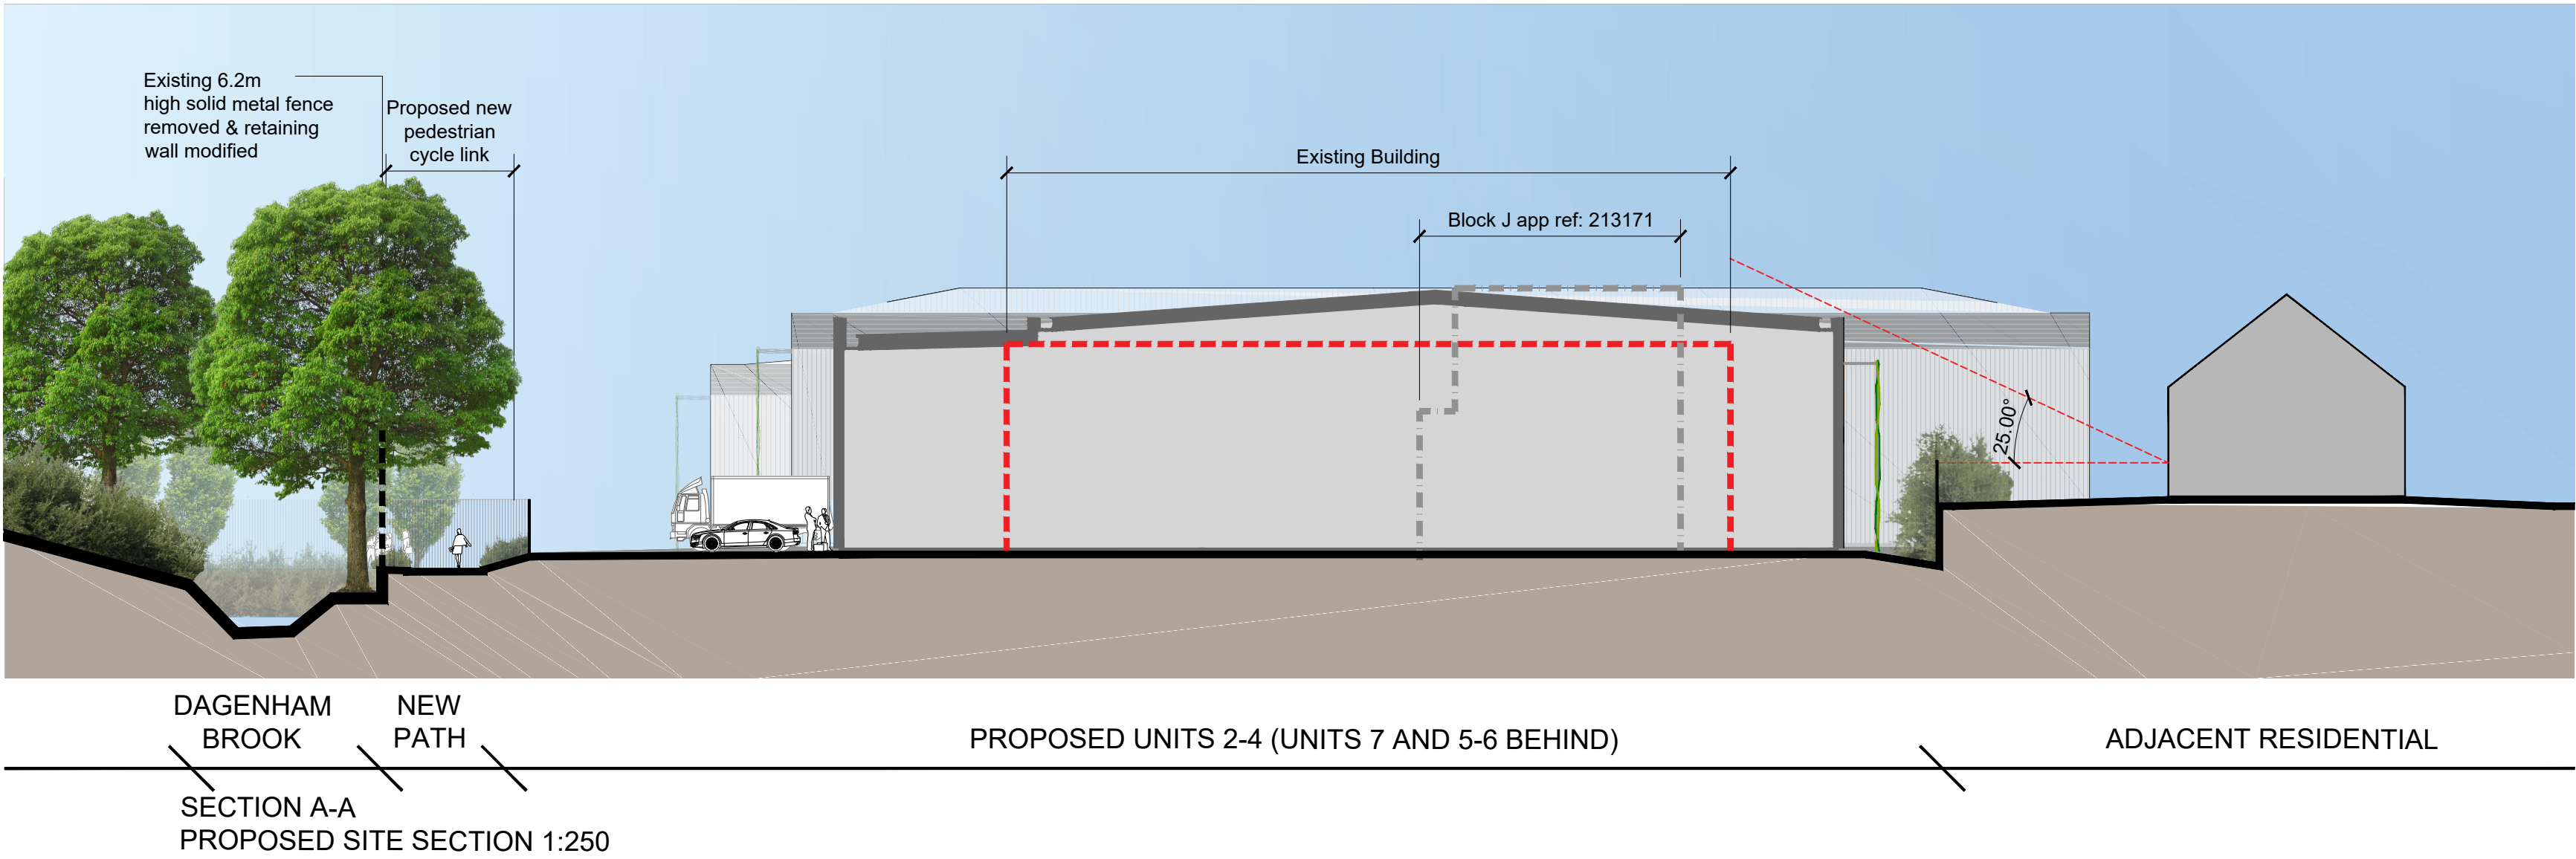 Existing 6.2m
high solid metal fence
removed & retaining
wall modified
Proposed new
pedestrian
cycle link
Existing Building
Block J app ref: 213171
25.00°
DAGENHAM
BROOK
NEW
PATH
PROPOSED UNITS 2-4 (UNITS 7 AND 5-6 BEHIND)
ADJACENT RESIDENTIAL
SECTION A-A
PROPOSED SITE SECTION 1:250